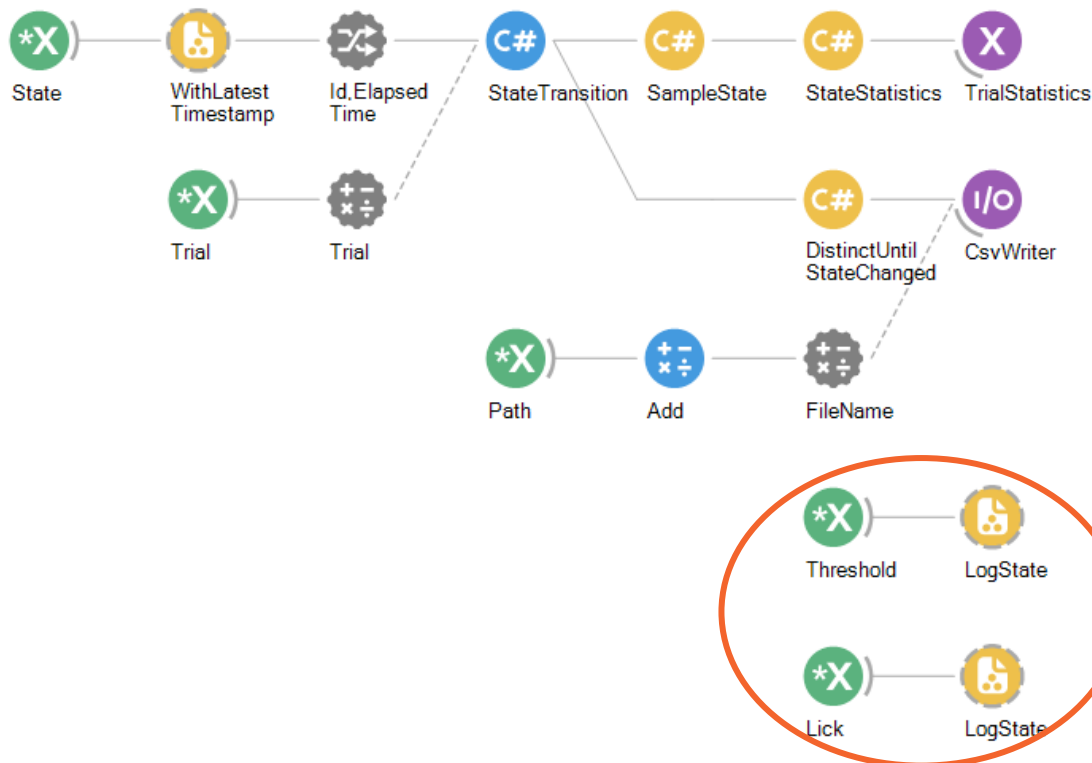 *X
C#
C#
C#
X
State
WithLatest
Timestamp
Id,Elapsed
Time
StateTransition
SampleState
StateStatistics
TrialStatistics
*X
+ −
× ÷
C#
I/O
Trial
Trial
DistinctUntil
StateChanged
CsvWriter
*X
+ −
× ÷
+ −
× ÷
Path
Add
FileName
*X
Threshold
LogState
*X
Lick
LogState